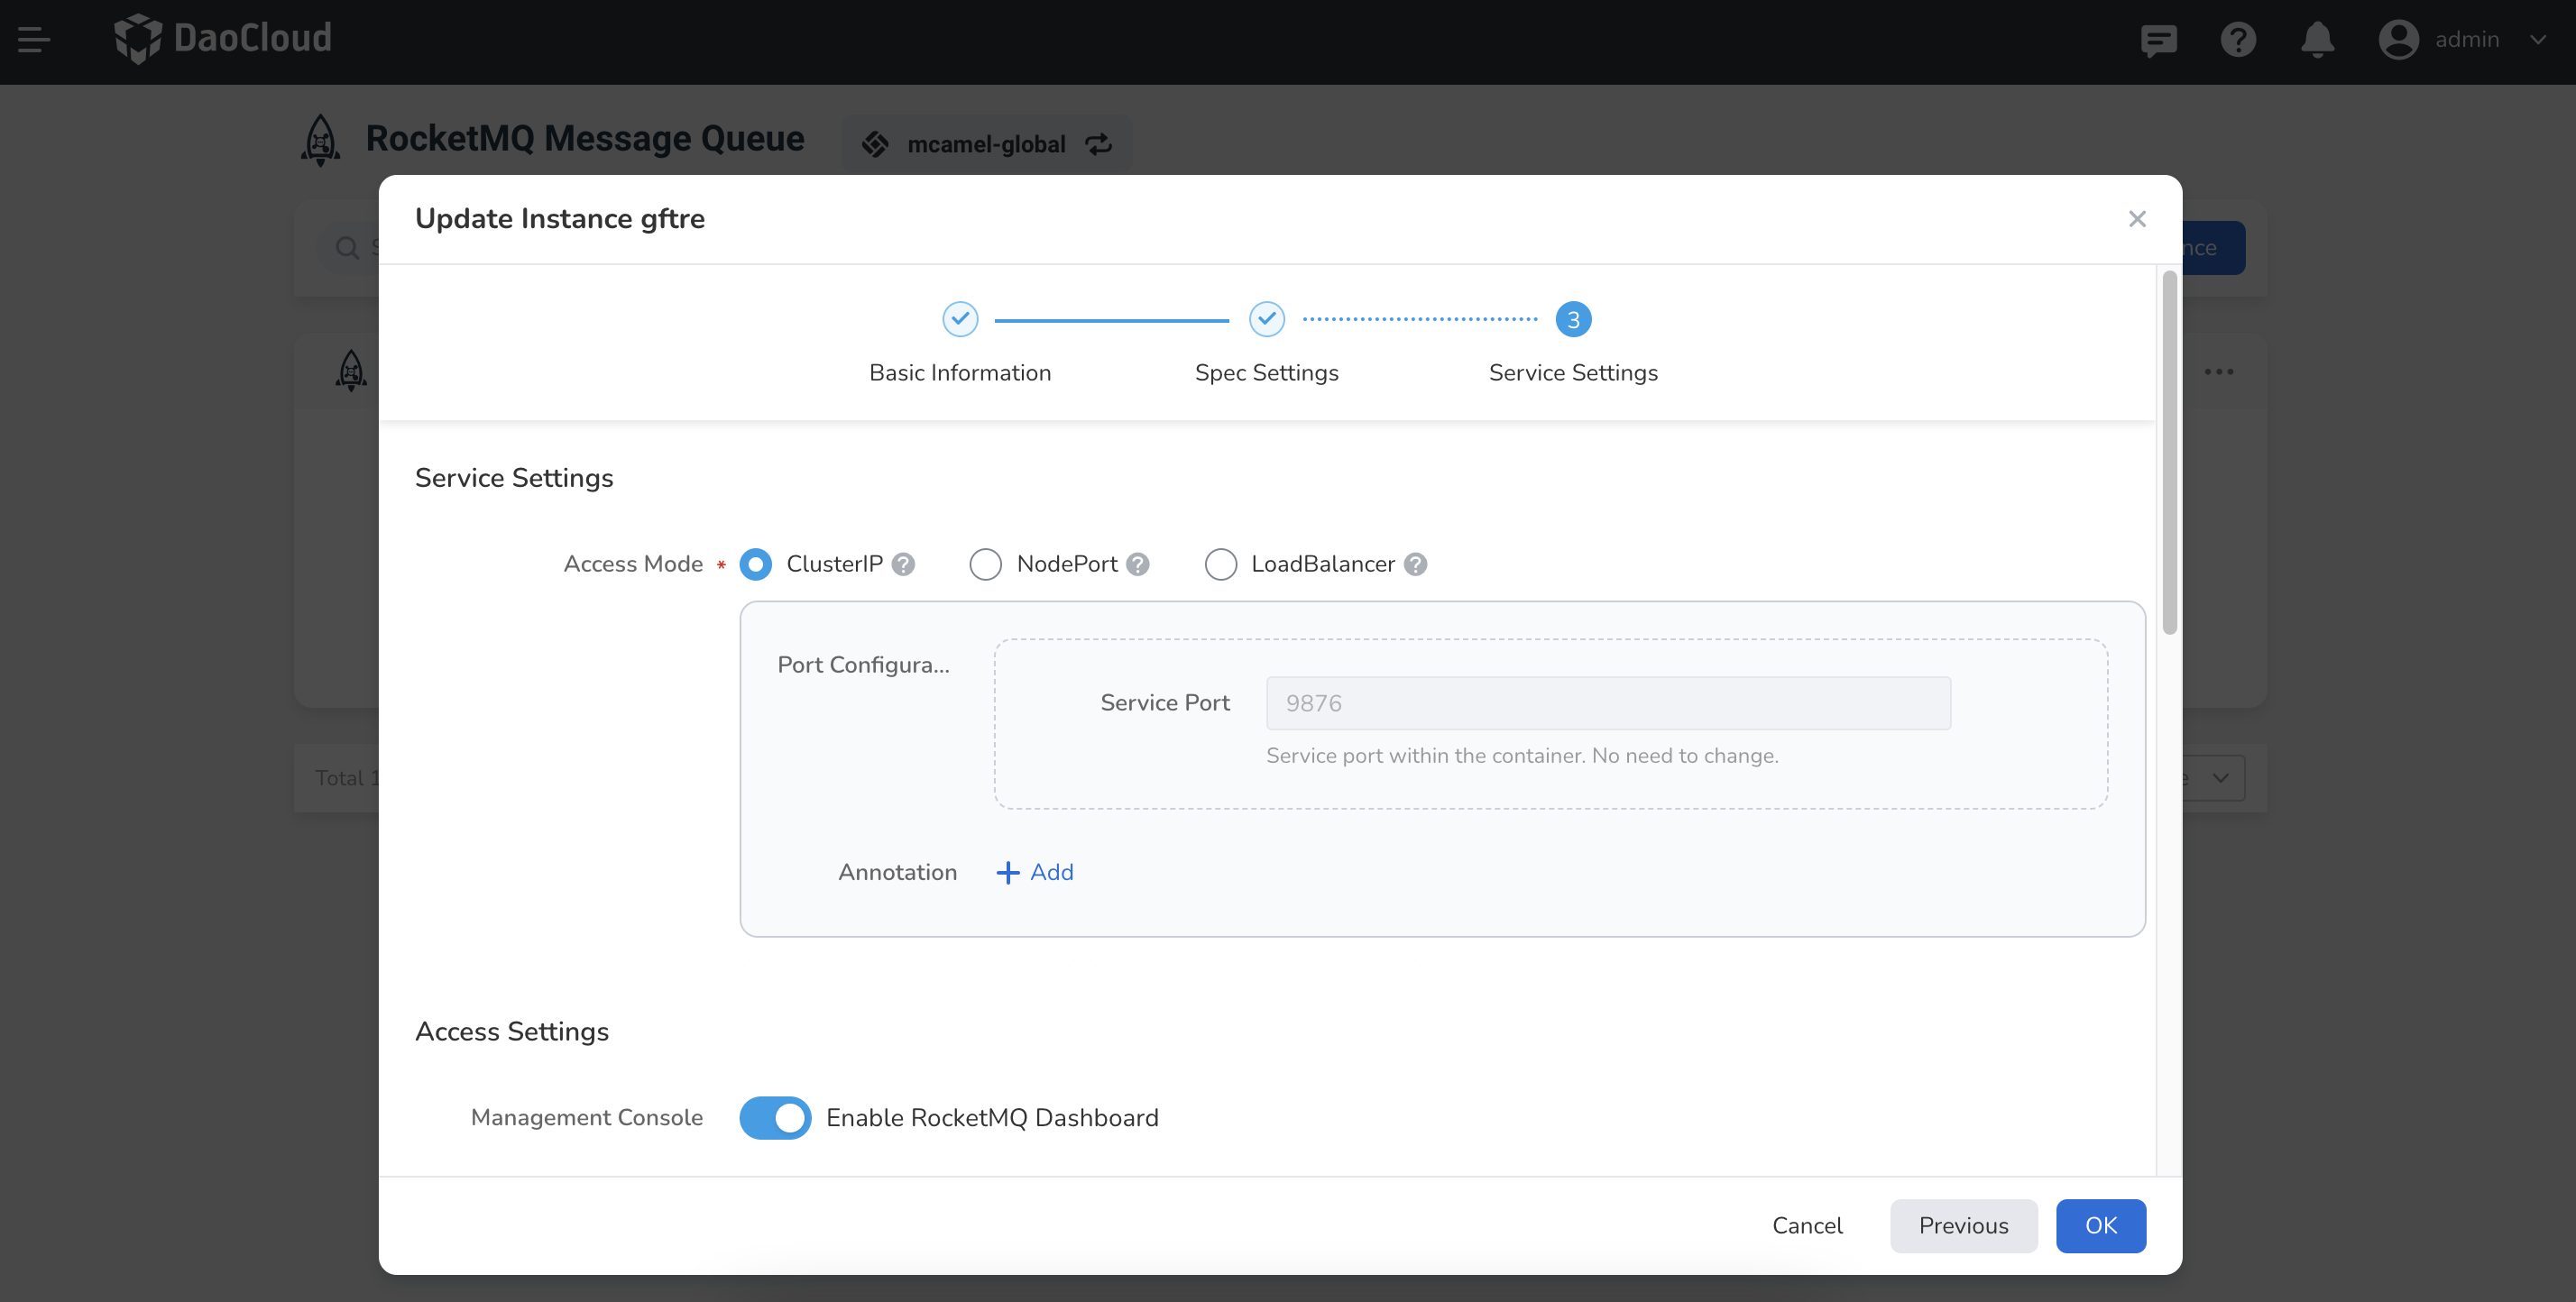 DaoCloud
admin
RocketMQ Message Queue
mcamel-global
Update Instance gftre
Basic Information
Spec Settings
3
Service Settings
Service Settings
Access Mode * ClusterIP ? NodePort ? LoadBalancer ?
Port Configura...
Service Port 9876
Service port within the container. No need to change.
Annotation + Add
Access Settings
Management Console Enable RocketMQ Dashboard
Total 1
Cancel Previous OK